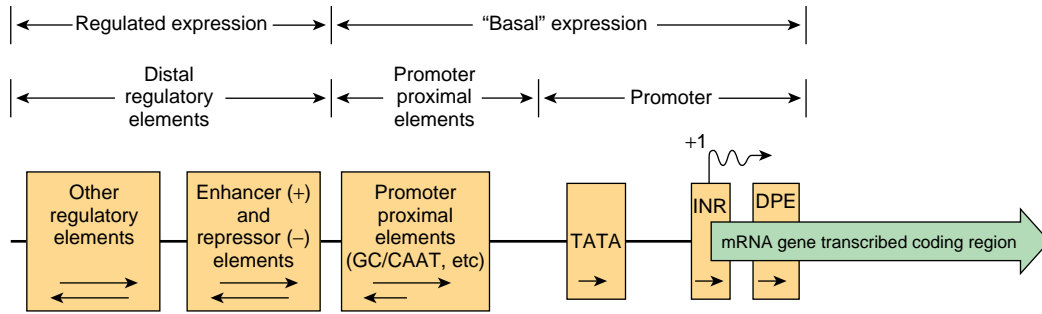 Regulated expression
“Basal” expression
Distal
regulatory
elements
Promoter
proximal
elements
Promoter
+1
Other
regulatory
elements
Enhancer (+)
and
repressor (−)
elements
Promoter
proximal
elements
(GC/CAAT, etc)
TATA
INR
DPE
mRNA gene transcribed coding region